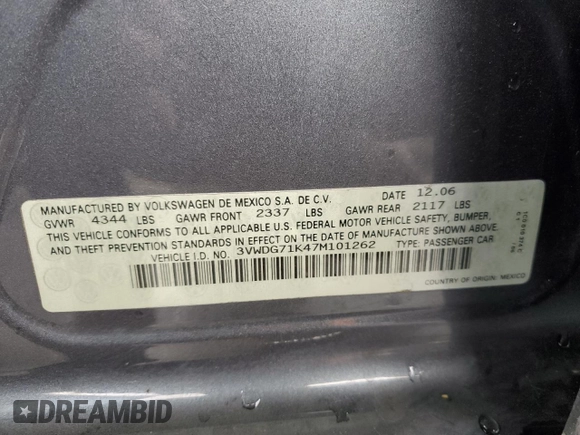 MANUFACTURED BY VOLKSWAGEN DE MEXICO S.A. DE C.V. DATE 12.06
GVWR 4344 LBS GAWR FRONT 2337 LBS GAWR REAR 2117 LBS
THIS VEHICLE CONFORMS TO ALL APPLICABLE U.S. FEDERAL MOTOR VEHICLE SAFETY, BUMPER,
AND THEFT PREVENTION STANDARDS IN EFFECT ON THE DATE OF MANUFACTURE SHOWN ABOVE.
VEHICLE I.D. NO. 3VWDG71K47M101262 TYPE: PASSENGER CAR
COUNTRY OF ORIGIN: MEXICO
DREAMBID